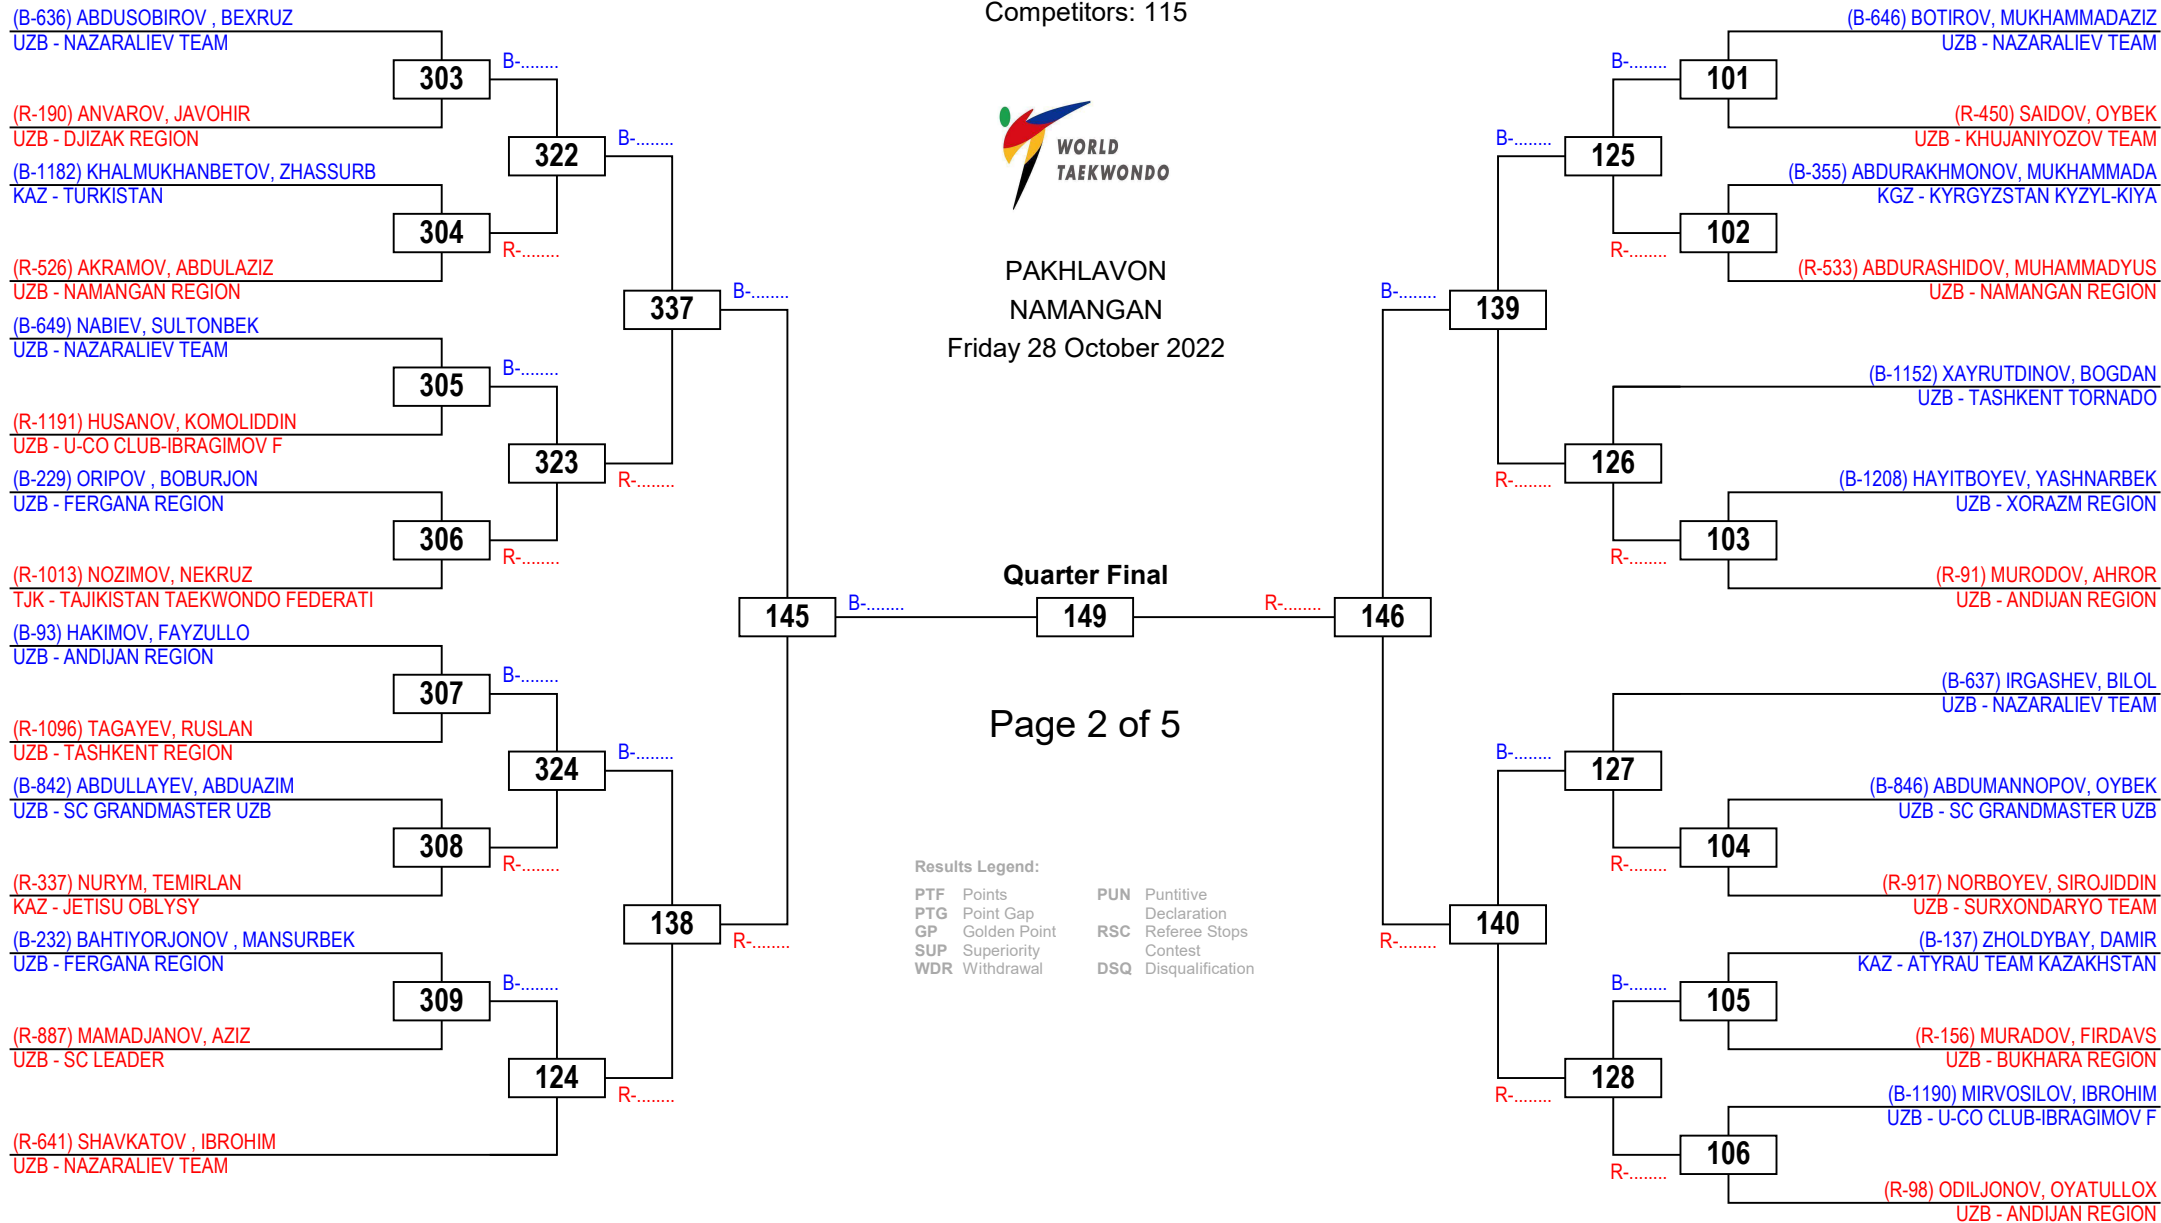 Competitors: 115
(B-636) ABDUSOBIROV , BEXRUZ
UZB - NAZARALIEV TEAM
303
(R-190) ANVAROV, JAVOHIR
UZB - DJIZAK REGION
(B-1182) KHALMUKHANBETOV, ZHASSURB
KAZ - TURKISTAN
304
(R-526) AKRAMOV, ABDULAZIZ
UZB - NAMANGAN REGION
(B-649) NABIEV, SULTONBEK
UZB - NAZARALIEV TEAM
305
(R-1191) HUSANOV, KOMOLIDDIN
UZB - U-CO CLUB-IBRAGIMOV F
(B-229) ORIPOV , BOBURJON
UZB - FERGANA REGION
306
(R-1013) NOZIMOV, NEKRUZ
TJK - TAJIKISTAN TAEKWONDO FEDERATI
(B-93) HAKIMOV, FAYZULLO
UZB - ANDIJAN REGION
307
(R-1096) TAGAYEV, RUSLAN
UZB - TASHKENT REGION
(B-842) ABDULLAYEV, ABDUAZIM
UZB - SC GRANDMASTER UZB
308
(R-337) NURYM, TEMIRLAN
KAZ - JETISU OBLYSY
(B-232) BAHTIYORJONOV , MANSURBEK
UZB - FERGANA REGION
309
(R-887) MAMADJANOV, AZIZ
UZB - SC LEADER
(R-641) SHAVKATOV , IBROHIM
UZB - NAZARALIEV TEAM
B-........
322
R-........
B-........
323
R-........
B-........
324
R-........
B-........
124
B-........
337
R-........
B-........
138
R-........
B-........
145
R-........
WORLD
TAEKWONDO
PAKHLAVON
NAMANGAN
Friday 28 October 2022
Quarter Final
B-........
149
R-........
Page 2 of 5
Results Legend:
PTF Points
PTG Point Gap
GP Golden Point
SUP Superiority
WDR Withdrawal
PUN Puntitive
Declaration
RSC Referee Stops
Contest
DSQ Disqualification
B-........
146
R-........
B-........
139
R-........
B-........
140
R-........
B-........
125
R-........
126
R-........
127
R-........
B-........
128
R-........
(B-646) BOTIROV, MUKHAMMADAZIZ
UZB - NAZARALIEV TEAM
101
(R-450) SAIDOV, OYBEK
UZB - KHUJANIYOZOV TEAM
(B-355) ABDURAKHMONOV, MUKHAMMADA
KGZ - KYRGYZSTAN KYZYL-KIYA
102
(R-533) ABDURASHIDOV, MUHAMMADYUS
UZB - NAMANGAN REGION
(B-1152) XAYRUTDINOV, BOGDAN
UZB - TASHKENT TORNADO
(B-1208) HAYITBOYEV, YASHNARBEK
UZB - XORAZM REGION
103
(R-91) MURODOV, AHROR
UZB - ANDIJAN REGION
(B-637) IRGASHEV, BILOL
UZB - NAZARALIEV TEAM
(B-846) ABDUMANNOPOV, OYBEK
UZB - SC GRANDMASTER UZB
104
(R-917) NORBOYEV, SIROJIDDIN
UZB - SURXONDARYO TEAM
(B-137) ZHOLDYBAY, DAMIR
KAZ - ATYRAU TEAM KAZAKHSTAN
105
(R-156) MURADOV, FIRDAVS
UZB - BUKHARA REGION
(B-1190) MIRVOSILOV, IBROHIM
UZB - U-CO CLUB-IBRAGIMOV F
106
(R-98) ODILJONOV, OYATULLOX
UZB - ANDIJAN REGION